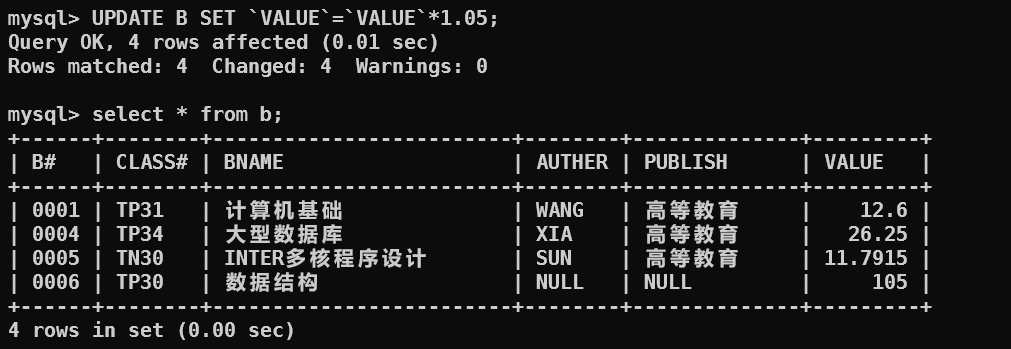 mysql> UPDATE B SET `VALUE`=`VALUE`*1.05;
Query OK, 4 rows affected (0.01 sec)
Rows matched: 4  Changed: 4  Warnings: 0

mysql> select * from b;
+------+--------+-------------------------+--------+--------------+---------+
| B#   | CLASS# | BNAME                   | AUTHER | PUBLISH      | VALUE   |
+------+--------+-------------------------+--------+--------------+---------+
| 0001 | TP31   | 计算机基础              | WANG   | 高等教育     |    12.6 |
| 0004 | TP34   | 大型数据库              | XIA    | 高等教育     |   26.25 |
| 0005 | TN30   | INTER多核程序设计       | SUN    | 高等教育     | 11.7915 |
| 0006 | TP30   | 数据结构                | NULL   | NULL         |     105 |
+------+--------+-------------------------+--------+--------------+---------+
4 rows in set (0.00 sec)